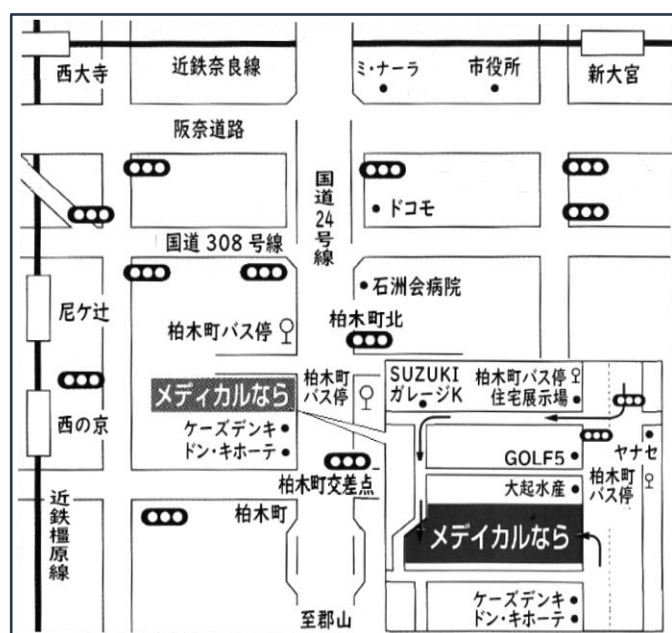 西大寺
近鉄奈良線
ミ・ナーラ
市役所
新大宮
阪奈道路
国道24号線
ドコモ
国道308号線
石洲会病院
尼ケ辻
柏木町バス停
柏木町北
メディカルなら
柏木町
バス停
西の京
ケーズデンキ
ドン・キホーテ
柏木町交差点
近鉄橿原線
柏木町
至郡山
SUZUKI
ガレージK
柏木町バス停
住宅展示場
GOLF5
ヤナセ
柏木町
バス停
大起水産
メデイカルなら
ケーズデンキ
ドン・キホーテ